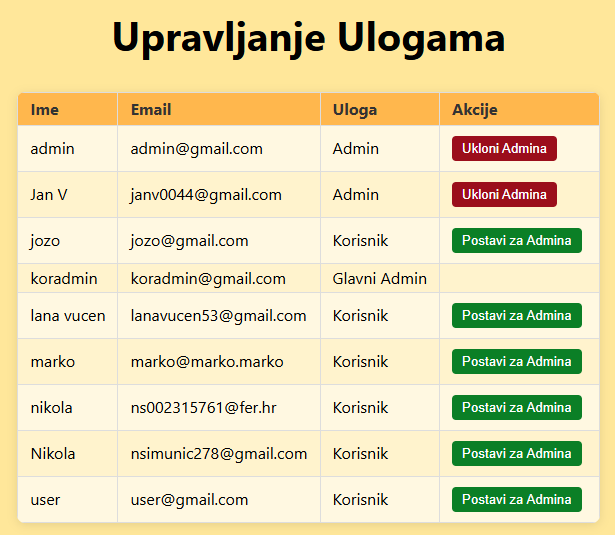 Upravljanje Ulogama
Ime Email Uloga Akcije
admin admin@gmail.com Admin Ukloni Admina
Jan V janv0044@gmail.com Admin Ukloni Admina
jozo jozo@gmail.com Korisnik Postavi za Admina
koradmin koradmin@gmail.com Glavni Admin
lana vucen lanavucen53@gmail.com Korisnik Postavi za Admina
marko marko@marko.marko Korisnik Postavi za Admina
nikola ns002315761@fer.hr Korisnik Postavi za Admina
Nikola nsimunic278@gmail.com Korisnik Postavi za Admina
user user@gmail.com Korisnik Postavi za Admina